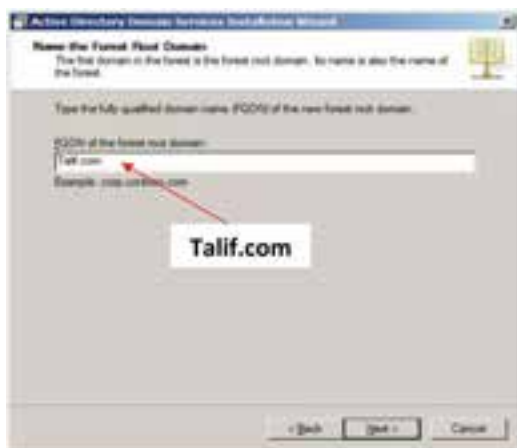 Active Directory Domain Services Installation Wizard
Name the Forest Root Domain
The first domain in the forest is the forest root domain. Its name is also the name of
the forest.
Type the fully qualified domain name (FQDN) of the new forest root domain.
FQDN of the forest root domain:
Talif.com
Example: corp.contoso.com
Talif.com
< Back
Next >
Cancel